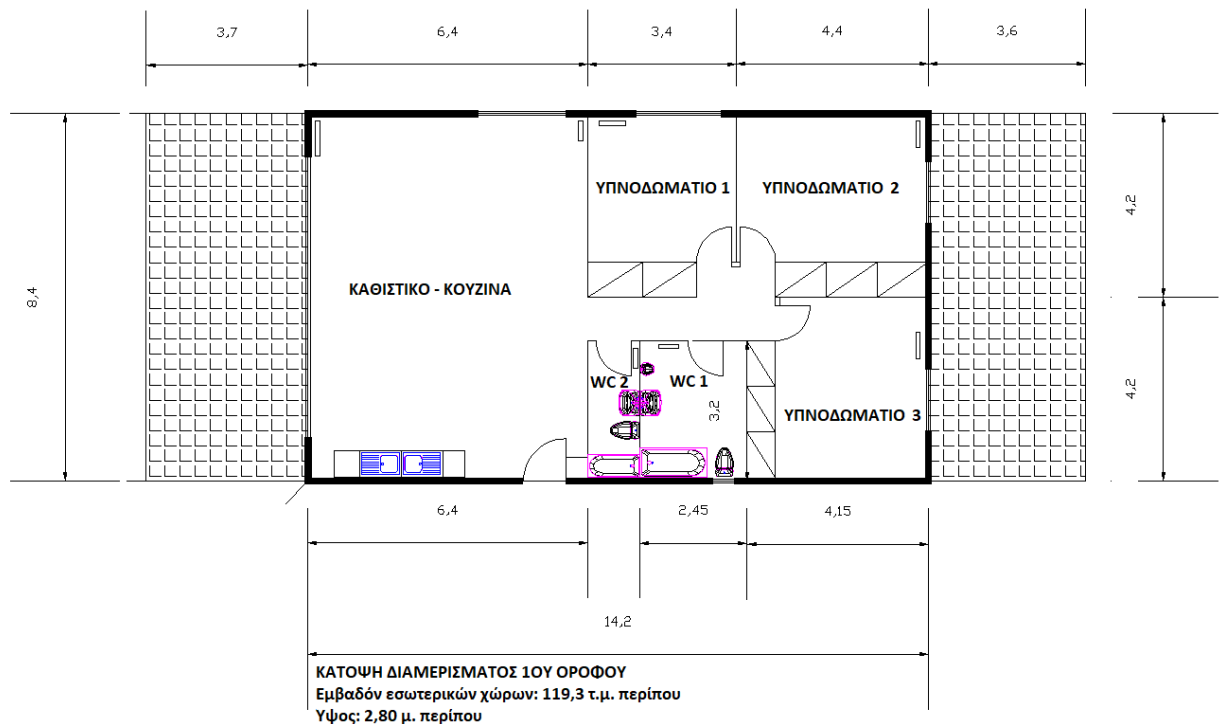 3,7
6,4
3,4
4,4
3,6
ΥΠΝΟΔΩΜΑΤΙΟ 1
ΥΠΝΟΔΩΜΑΤΙΟ 2
4,2
8,4
ΚΑΘΙΣΤΙΚΟ - ΚΟΥΖΙΝΑ
WC 2
WC 1
3,2
ΥΠΝΟΔΩΜΑΤΙΟ 3
4,2
6,4
2,45
4,15
14,2
ΚΑΤΟΨΗ ΔΙΑΜΕΡΙΣΜΑΤΟΣ 1ΟΥ ΟΡΟΦΟΥ
Εμβαδόν εσωτερικών χώρων: 119,3 τ.μ. περίπου
Υψος: 2,80 μ. περίπου